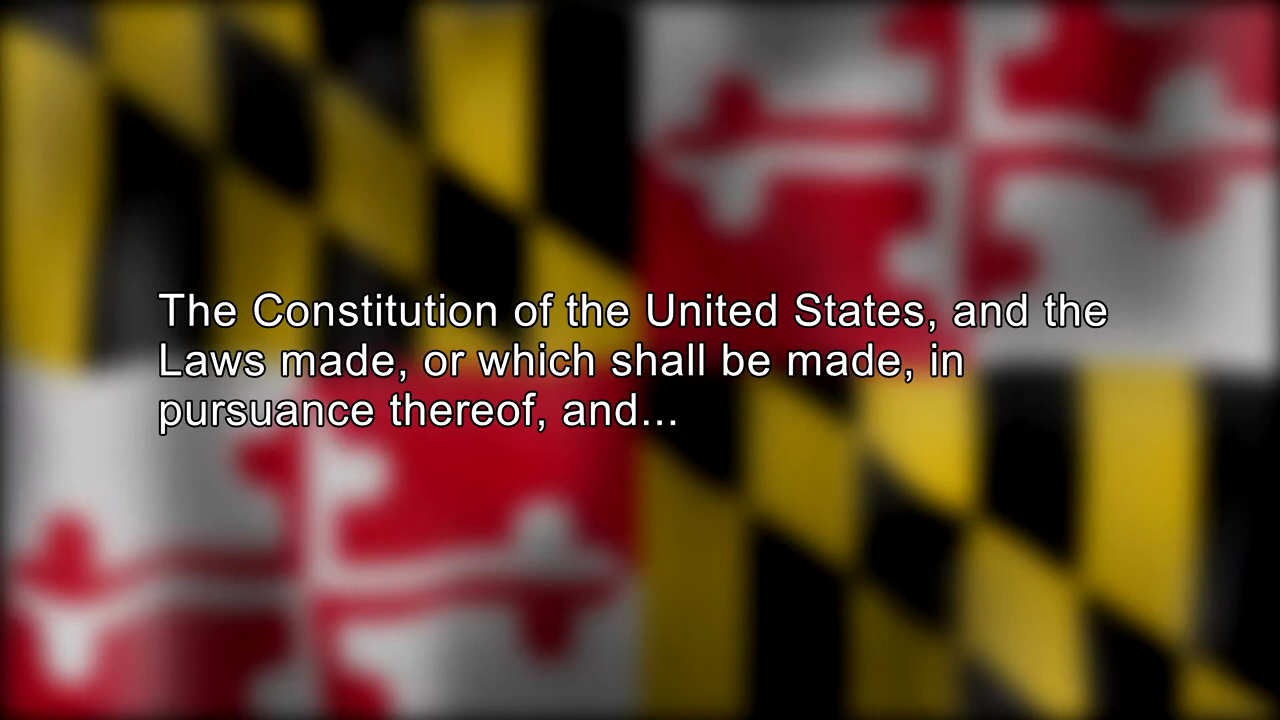 The Constitution of the United States, and the
Laws made, or which shall be made, in
pursuance thereof, and...